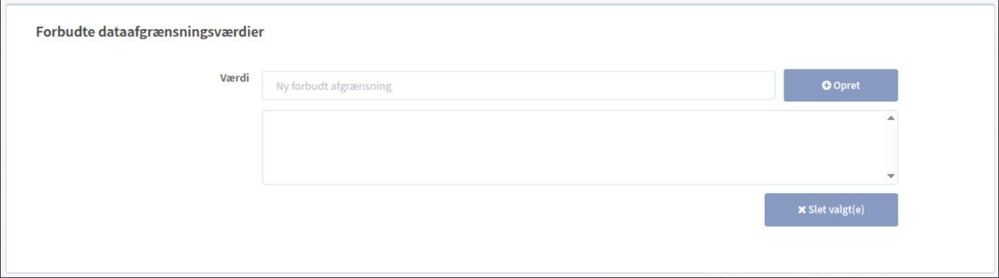 Forbudte dataafgrænsningsværdier
Værdi
Ny forbudt afgrænsning
Opret
Slet valgt(e)